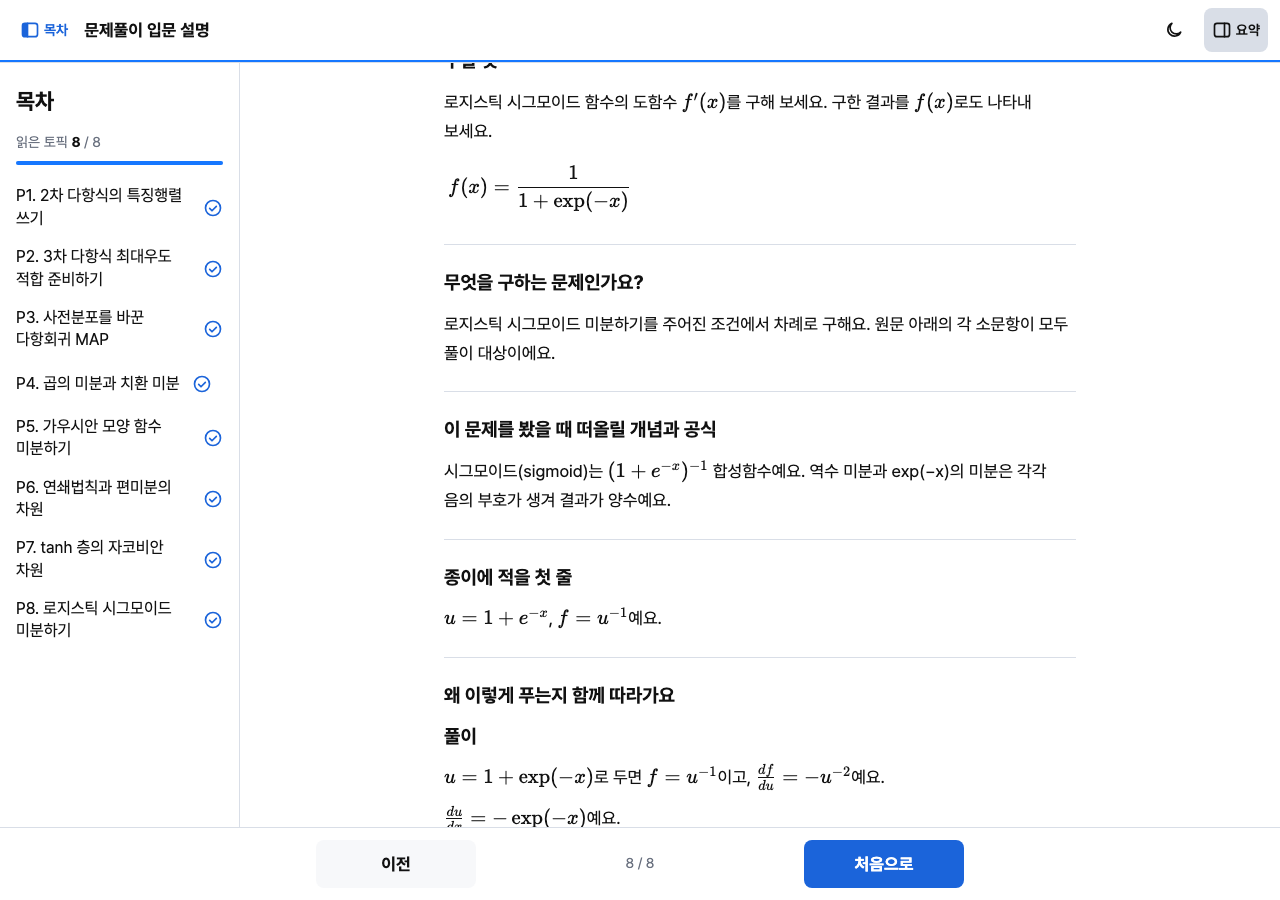 목차 문제풀이 입문 설명 요약
목차
읽은 토픽 8 / 8
P1. 2차 다항식의 특징행렬
쓰기
P2. 3차 다항식 최대우도
적합 준비하기
P3. 사전분포를 바꾼
다항회귀 MAP
P4. 곱의 미분과 치환 미분
P5. 가우시안 모양 함수
미분하기
P6. 연쇄법칙과 편미분의
차원
P7. tanh 층의 자코비안
차원
P8. 로지스틱 시그모이드
미분하기
로지스틱 시그모이드 함수의 도함수 f′(x)를 구해 보세요. 구한 결과를 f(x)로도 나타내
보세요.
f(x) = 1 / (1 + exp(−x))
무엇을 구하는 문제인가요?
로지스틱 시그모이드 미분하기를 주어진 조건에서 차례로 구해요. 원문 아래의 각 소문항이 모두
풀이 대상이에요.
이 문제를 봤을 때 떠올릴 개념과 공식
시그모이드(sigmoid)는 (1 + e^{−x})^{−1} 합성함수예요. 역수 미분과 exp(−x)의 미분은 각각
음의 부호가 생겨 결과가 양수예요.
종이에 적을 첫 줄
u = 1 + e^{−x}, f = u^{−1}예요.
왜 이렇게 푸는지 함께 따라가요
풀이
u = 1 + exp(−x)로 두면 f = u^{−1}이고, df/du = −u^{−2}예요.
du/dx = − exp(−x)예요.
이전
8 / 8
처음으로